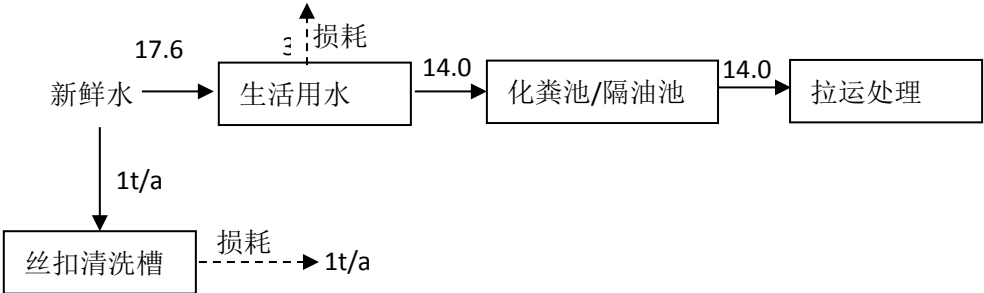 损耗
17.6
14.0
14.0
新鲜水
生活用水
化粪池/隔油池
拉运处理
1t/a
丝扣清洗槽
损耗
1t/a